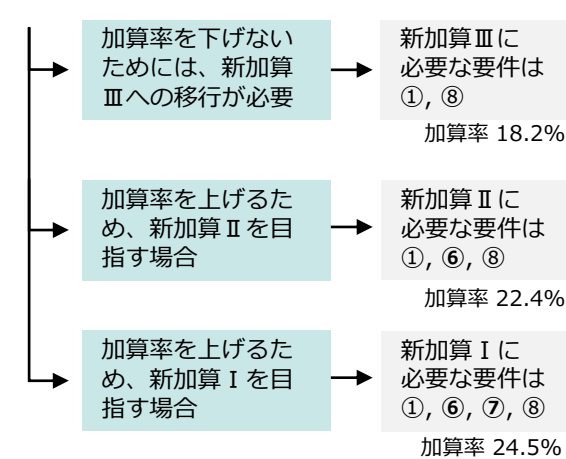 加算率を下げない
ためには、新加算
Ⅲへの移行が必要
新加算Ⅲに
必要な要件は
①, ⑧
加算率 18.2%
加算率を上げるた
め、新加算Ⅱを目
指す場合
新加算Ⅱに
必要な要件は
①, ⑥, ⑧
加算率 22.4%
加算率を上げるた
め、新加算Ⅰを目
指す場合
新加算Ⅰに
必要な要件は
①, ⑥, ⑦, ⑧
加算率 24.5%